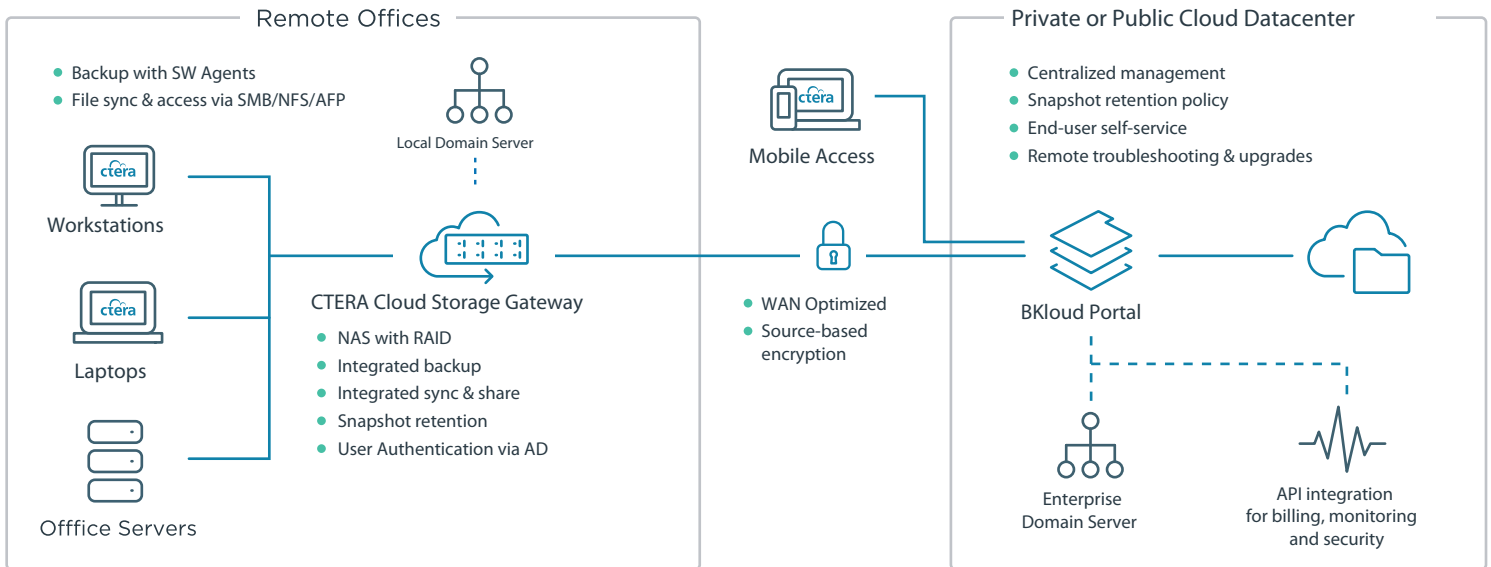 Remote Offices
Backup with SW Agents
File sync & access via SMB/NFS/AFP
Local Domain Server
ctera
Workstations
ctera
Laptops
Offfice Servers
CTERA Cloud Storage Gateway
NAS with RAID
Integrated backup
Integrated sync & share
Snapshot retention
User Authentication via AD
ctera
Mobile Access
WAN Optimized
Source-based
encryption
Private or Public Cloud Datacenter
Centralized management
Snapshot retention policy
End-user self-service
Remote troubleshooting & upgrades
BKloud Portal
Enterprise
Domain Server
API integration
for billing, monitoring
and security